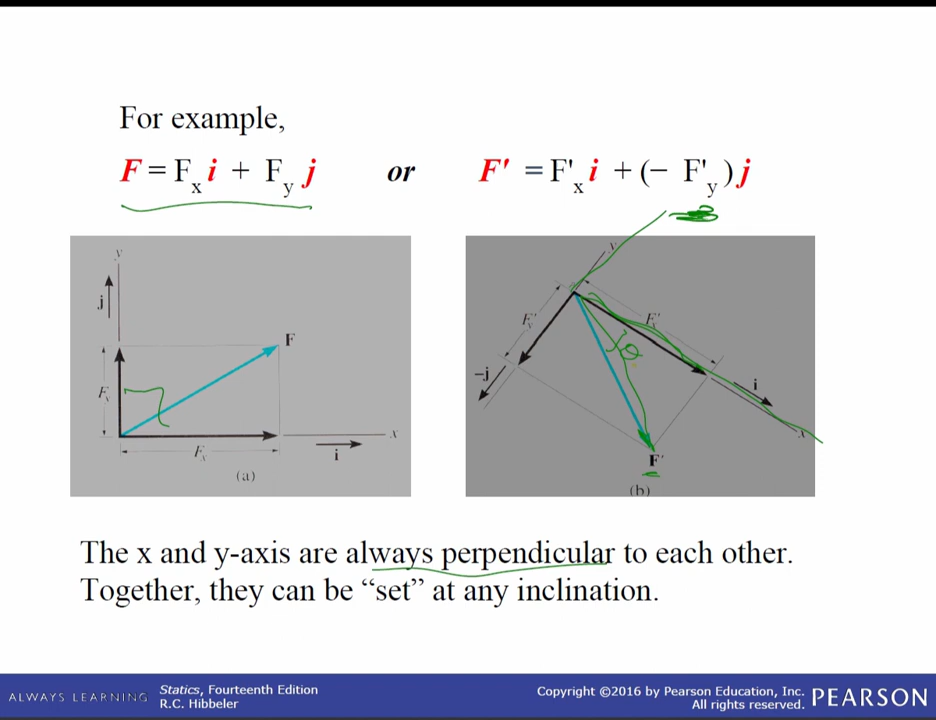 For example,
F = Fx i + Fy j or F' = F'x i + (− F'y) j
y
j
F
x
i
(a)
y
−j
θ
i
x
F'
(b)
The x and y-axis are always perpendicular to each other.
Together, they can be “set” at any inclination.
ALWAYS LEARNING
Statics, Fourteenth Edition
R.C. Hibbeler
Copyright ©2016 by Pearson Education, Inc.
All rights reserved.
PEARSON